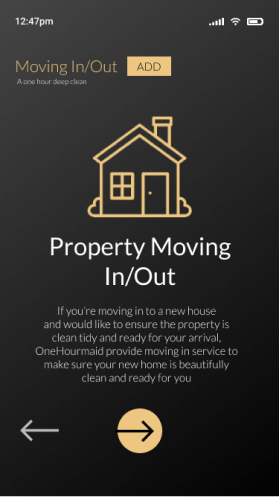 12:47pm
Moving In/Out
ADD
A one hour deep clean
Property Moving
In/Out
If you're moving in to a new house
and would like to ensure the property is
clean tidy and ready for your arrival,
OneHourmaid provide moving in service to
make sure your new home is beautifully
clean and ready for you